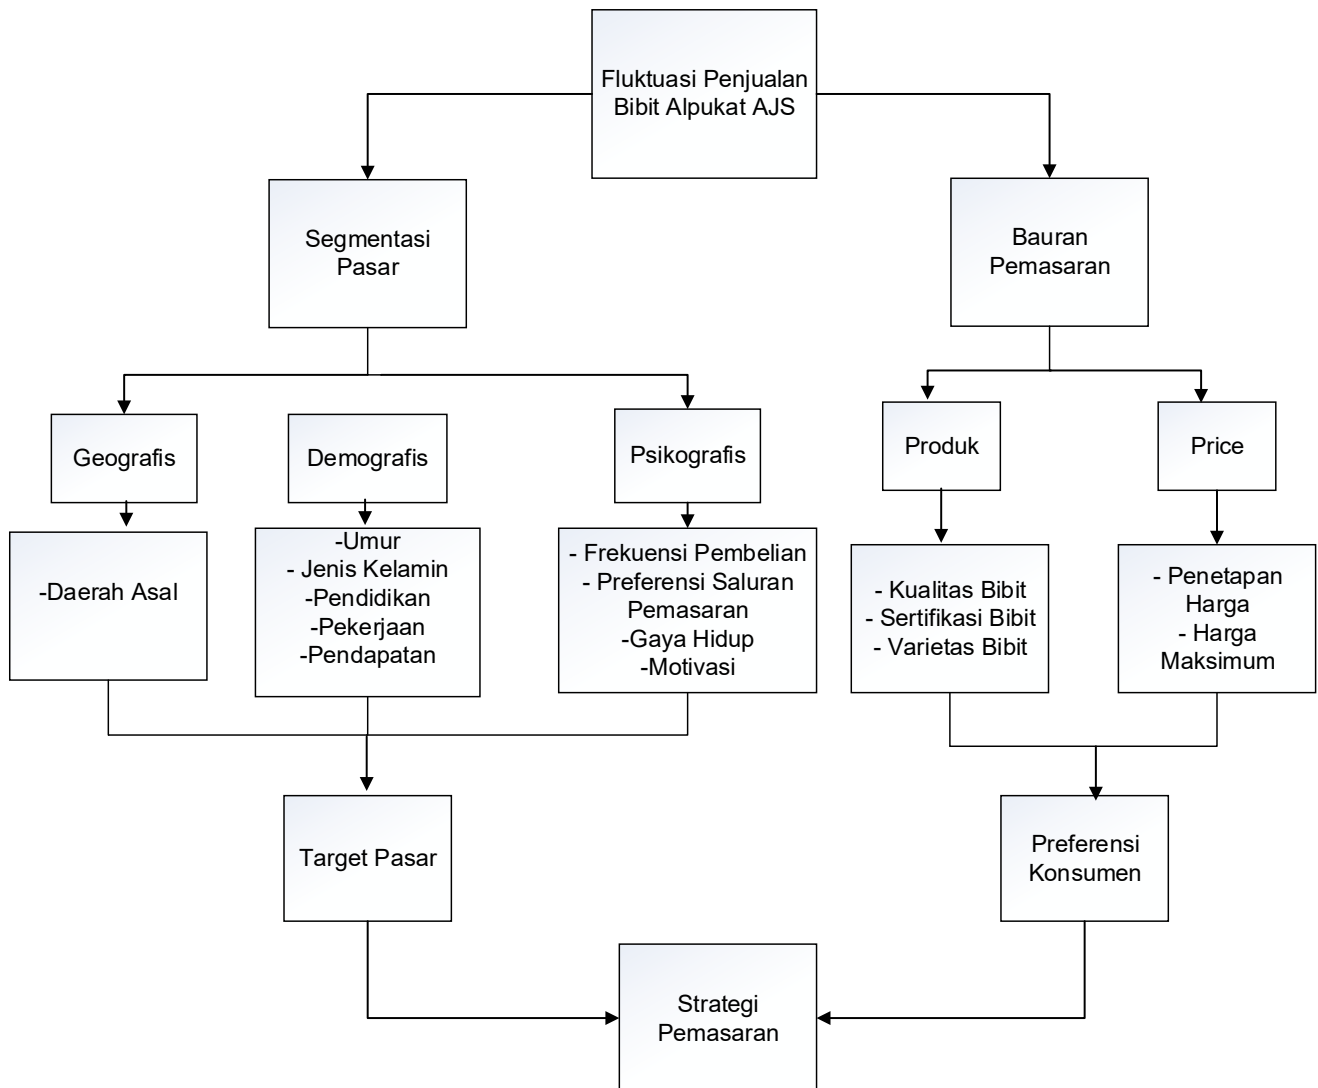 Fluktuasi Penjualan
Bibit Alpukat AJS
Segmentasi
Pasar
Bauran
Pemasaran
Geografis
Demografis
Psikografis
Produk
Price
-Daerah Asal
-Umur
- Jenis Kelamin
-Pendidikan
-Pekerjaan
-Pendapatan
- Frekuensi Pembelian
- Preferensi Saluran
Pemasaran
-Gaya Hidup
-Motivasi
- Kualitas Bibit
- Sertifikasi Bibit
- Varietas Bibit
- Penetapan
Harga
- Harga
Maksimum
Target Pasar
Preferensi
Konsumen
Strategi
Pemasaran